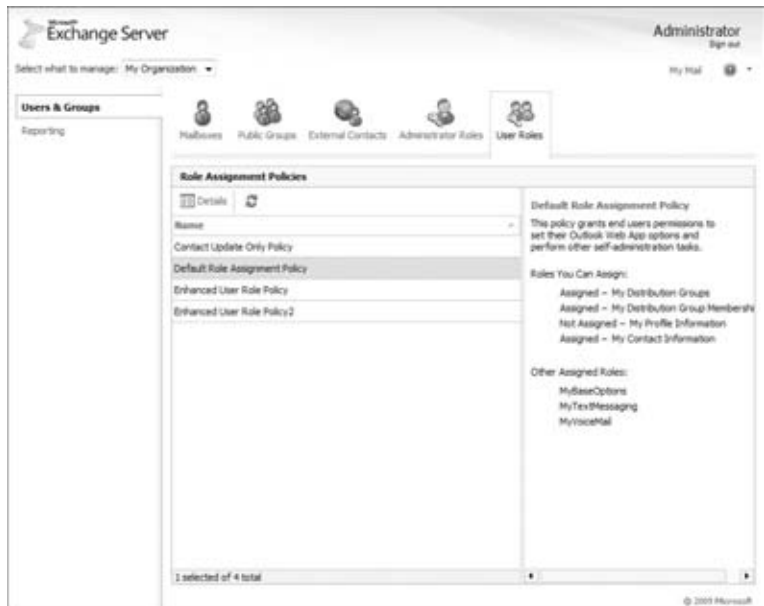 Microsoft
Exchange Server
Administrator
Sign out
Select what to manage: My Organization
My Mail
Users & Groups
Reporting
Mailboxes
Public Groups
External Contacts
Administrator Roles
User Roles
Role Assignment Policies
Details
Name
Contact Update Only Policy
Default Role Assignment Policy
Enhanced User Role Policy
Enhanced User Role Policy2
1 selected of 4 total
Default Role Assignment Policy
This policy grants end users permissions to
set their Outlook Web App options and
perform other self-administration tasks.
Roles You Can Assign:
Assigned - My Distribution Groups
Assigned - My Distribution Group Membershi
Not Assigned - My Profile Information
Assigned - My Contact Information
Other Assigned Roles:
MyBaseOptions
MyTextMessaging
MyVoiceMail
© 2009 Microsoft